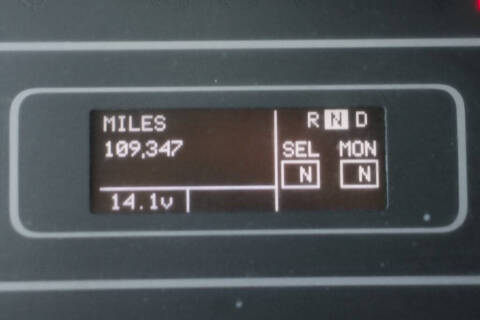 MILES
109,347
14.1v
R N D
SEL MON
N N